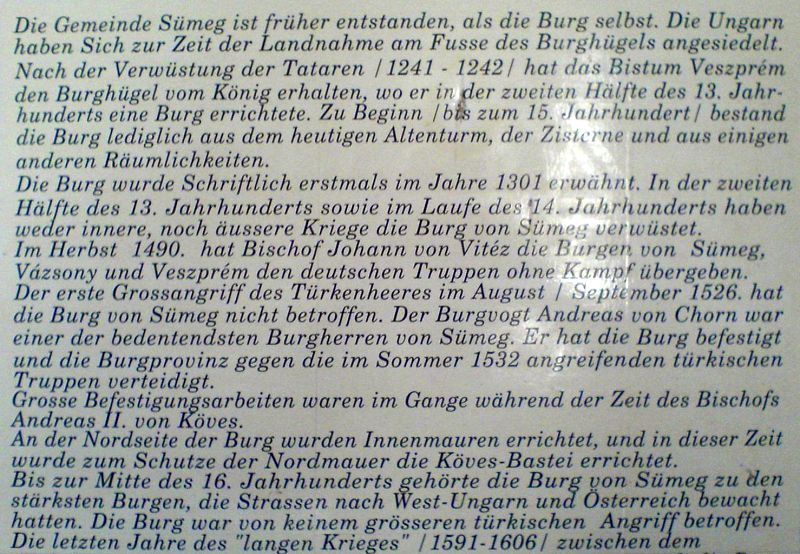 Die Gemeinde Sümeg ist früher entstanden, als die Burg selbst. Die Ungarn
haben Sich zur Zeit der Landnahme am Fusse des Burghügels angesiedelt.
Nach der Verwüstung der Tataren /1241 - 1242/ hat das Bistum Veszprém
den Burghügel vom König erhalten, wo er in der zweiten Hälfte des 13. Jahr-
hunderts eine Burg errichtete. Zu Beginn /bis zum 15. Jahrhundert/ bestand
die Burg lediglich aus dem heutigen Altenturm, der Zisterne und aus einigen
anderen Räumlichkeiten.
Die Burg wurde Schriftlich erstmals im Jahre 1301 erwähnt. In der zweiten
Hälfte des 13. Jahrhunderts sowie im Laufe des 14. Jahrhunderts haben
weder innere, noch äussere Kriege die Burg von Sümeg verwüstet.
Im Herbst 1490. hat Bischof Johann von Vitéz die Burgen von Sümeg,
Vázsony und Veszprém den deutschen Truppen ohne Kampf übergeben.
Der erste Grossangriff des Türkenheeres im August / September 1526. hat
die Burg von Sümeg nicht betroffen. Der Burgvogt Andreas von Chorn war
einer der bedentendsten Burgherren von Sümeg. Er hat die Burg befestigt
und die Burgprovinz gegen die im Sommer 1532 angreifenden türkischen
Truppen verteidigt.
Grosse Befestigungsarbeiten waren im Gange während der Zeit des Bischofs
Andreas II. von Köves.
An der Nordseite der Burg wurden Innenmauren errichtet, und in dieser Zeit
wurde zum Schutze der Nordmauer die Köves-Bastei errichtet.
Bis zur Mitte des 16. Jahrhunderts gehörte die Burg von Sümeg zu den
stärksten Burgen, die Strassen nach West-Ungarn und Österreich bewacht
hatten. Die Burg war von keinem grösseren türkischen Angriff betroffen.
Die letzten Jahre des "langen Krieges" /1591-1606/ zwischen dem